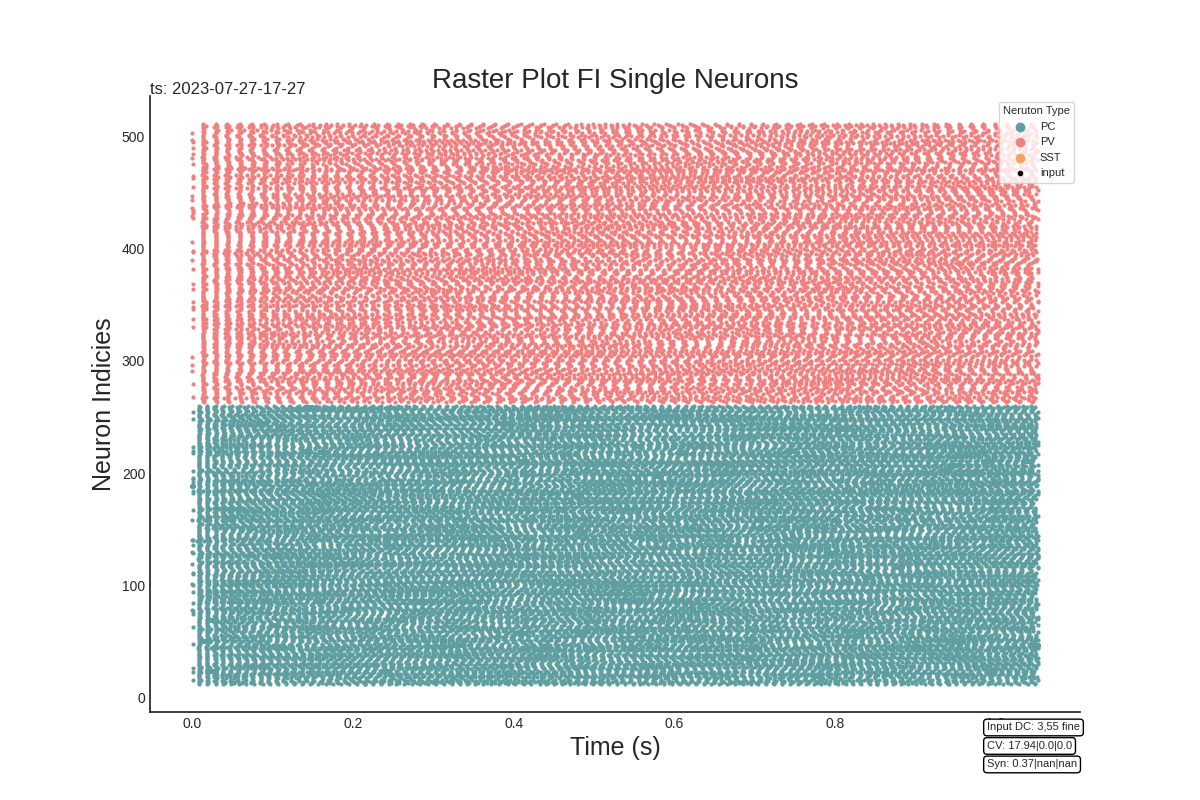 Raster Plot FI Single Neurons
ts: 2023-07-27-17-27
Neruton Type
PC
PV
SST
input
500
400
300
200
100
0
Neuron Indicies
0.0
0.2
0.4
0.6
0.8
Time (s)
Input DC: 3,55 fine
CV: 17.94|0.0|0.0
Syn: 0.37|nan|nan